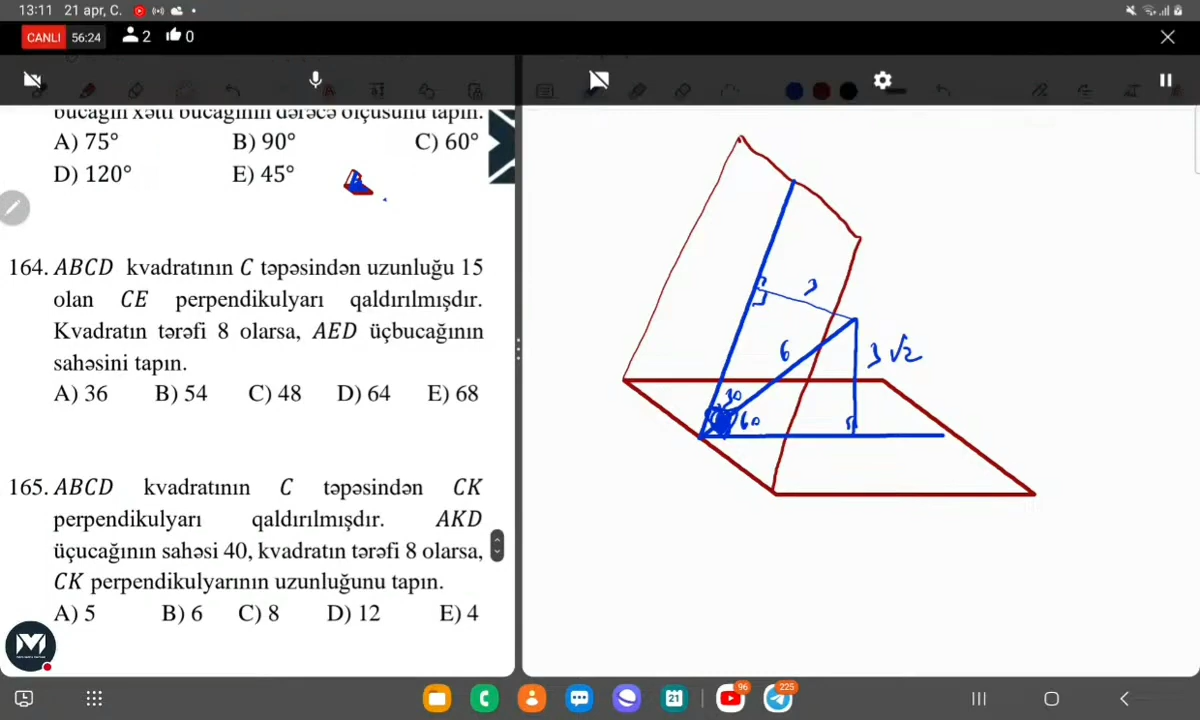 13:11 21 apr, C.
CANLI 56:24 2 0
bucağın xətti bucağının dərəcə ölçüsünü tapın.
A) 75° B) 90° C) 60°
D) 120° E) 45°
164. ABCD kvadratının C təpəsindən uzunluğu 15
olan CE perpendikulyarı qaldırılmışdır.
Kvadratın tərəfi 8 olarsa, AED üçbucağının
sahəsini tapın.
A) 36 B) 54 C) 48 D) 64 E) 68
165. ABCD kvadratının C təpəsindən CK
perpendikulyarı qaldırılmışdır. AKD
üçucağının sahəsi 40, kvadratın tərəfi 8 olarsa,
CK perpendikulyarının uzunluğunu tapın.
A) 5 B) 6 C) 8 D) 12 E) 4
3
6
3√2
30
60
21
96
225